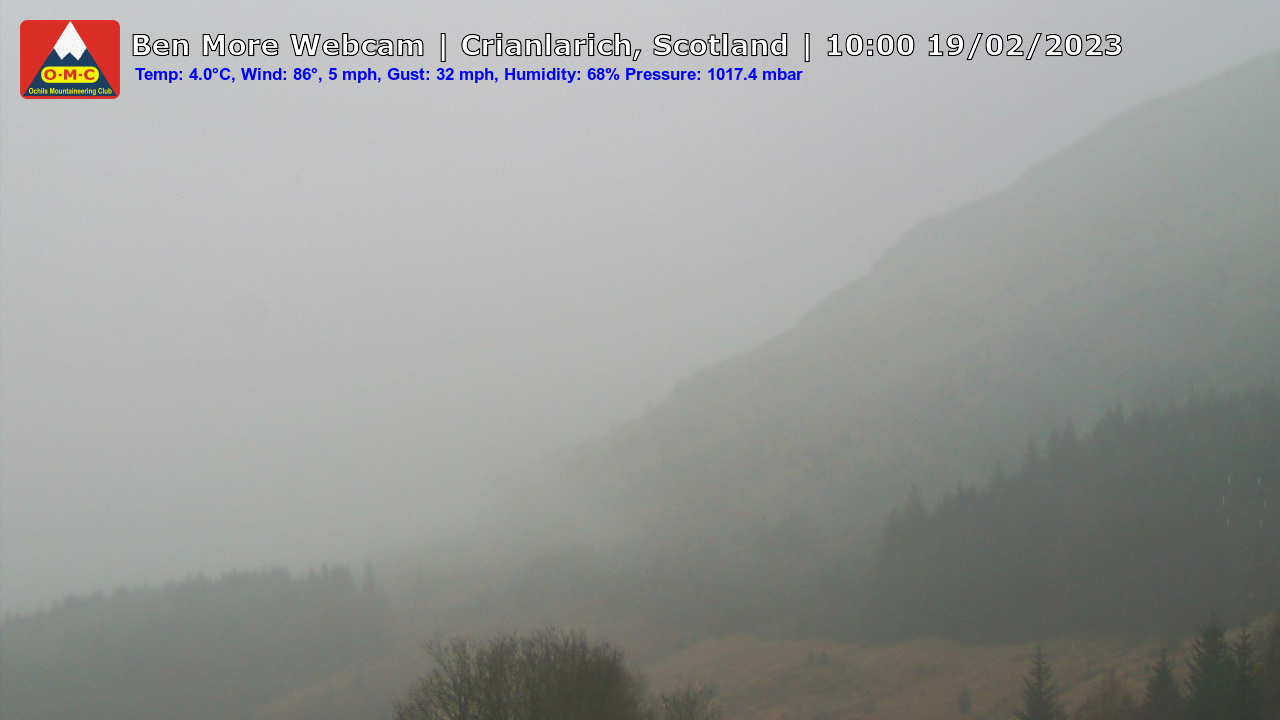 Ben More Webcam | Crianlarich, Scotland | 10:00 19/02/2023
Temp: 4.0°C, Wind: 86°, 5 mph, Gust: 32 mph, Humidity: 68% Pressure: 1017.4 mbar
O·M·C
Ochils Mountaineering Club